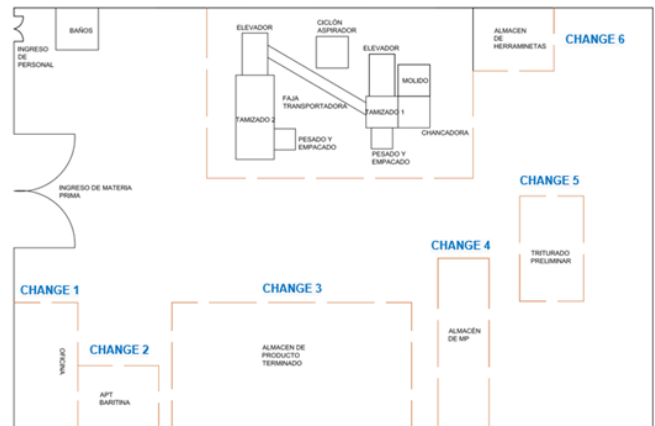 INGRESO
DE
PERSONAL
BAÑOS
ELEVADOR
CICLÓN
ASPIRADOR
ELEVADOR
MOLIDO
FAJA
TRANSPORTADORA
TAMIZADO 2
TAMIZADO 1
CHANCADORA
PESADO Y
EMPACADO
PESADO Y
EMPACADO
ALMACEN
DE
HERRAMINETAS
CHANGE 6
INGRESO DE MATERIA
PRIMA
CHANGE 5
TRITURADO
PRELIMINAR
CHANGE 4
ALMACÉN
DE MP
CHANGE 1
OFICINA
CHANGE 2
APT
BARITINA
CHANGE 3
ALMACEN DE
PRODUCTO
TERMINADO